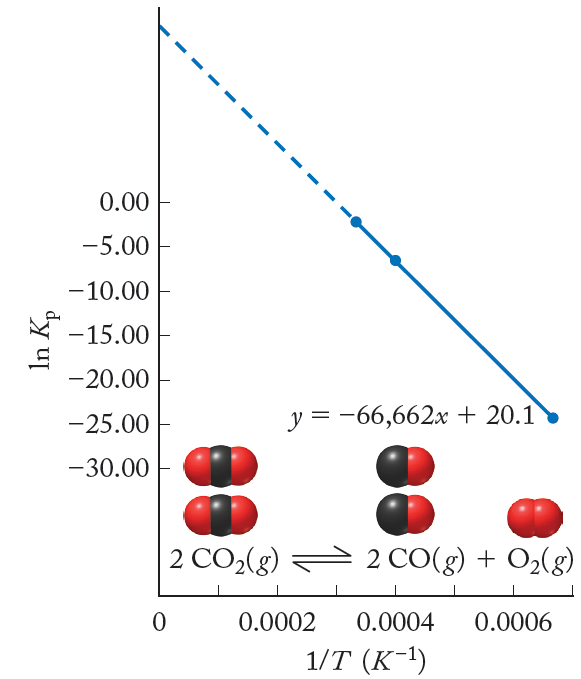 0.00
−5.00
−10.00
−15.00
−20.00
−25.00
−30.00
ln Kp
y = −66,662x + 20.1
2 CO₂(g) ⇌ 2 CO(g) + O₂(g)
0 0.0002 0.0004 0.0006
1/T (K⁻¹)